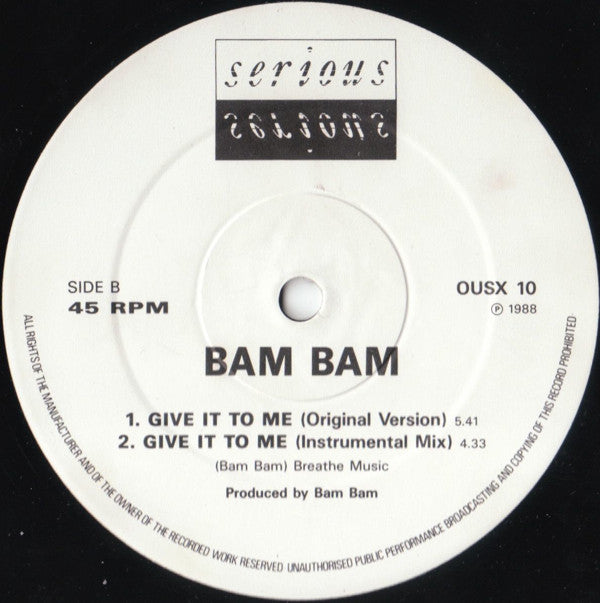 serious
serious
SIDE B
45 RPM
OUSX 10
℗ 1988
BAM BAM
1. GIVE IT TO ME (Original Version) 5.41
2. GIVE IT TO ME (Instrumental Mix) 4.33
(Bam Bam) Breathe Music
Produced by Bam Bam
ALL RIGHTS OF THE MANUFACTURER AND OF THE OWNER OF THE RECORDED WORK RESERVED UNAUTHORISED PUBLIC PERFORMANCE BROADCASTING AND COPYING OF THIS RECORD PROHIBITED